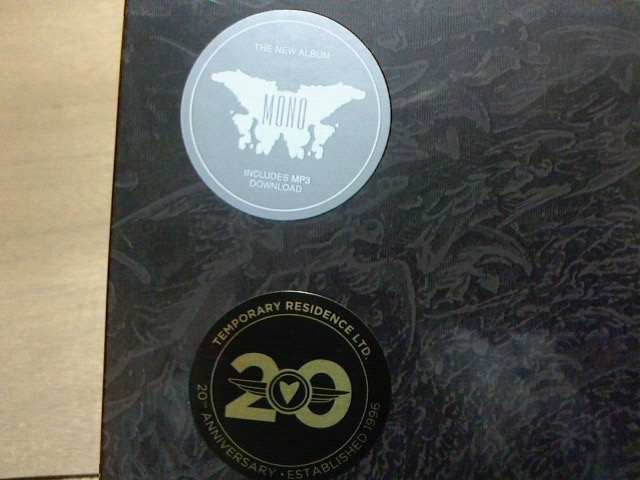 THE NEW ALBUM
MONO
INCLUDES MP3
DOWNLOAD
TEMPORARY RESIDENCE LTD.
20
20TH ANNIVERSARY • ESTABLISHED 1996